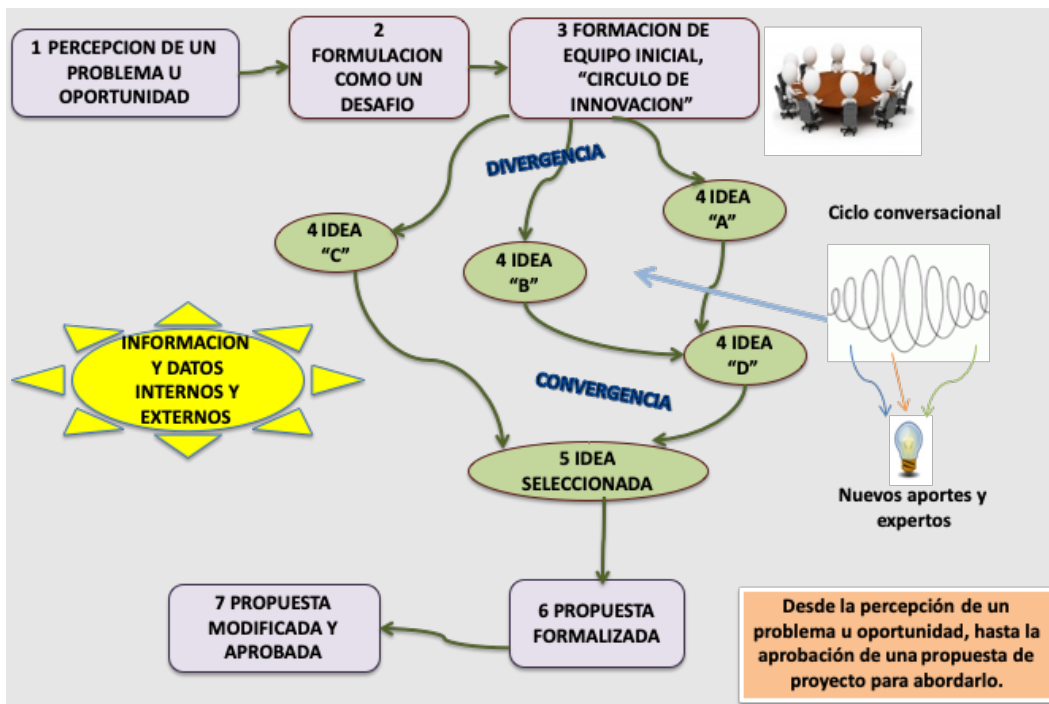 1 PERCEPCION DE UN
PROBLEMA U
OPORTUNIDAD
2
FORMULACION
COMO UN
DESAFIO
3 FORMACION DE
EQUIPO INICIAL,
“CIRCULO DE
INNOVACION”
DIVERGENCIA
4 IDEA
“A”
4 IDEA
“C”
4 IDEA
“B”
Ciclo conversacional
INFORMACION
Y DATOS
INTERNOS Y
EXTERNOS
4 IDEA
“D”
CONVERGENCIA
5 IDEA
SELECCIONADA
Nuevos aportes y
expertos
7 PROPUESTA
MODIFICADA Y
APROBADA
6 PROPUESTA
FORMALIZADA
Desde la percepción de un
problema u oportunidad, hasta la
aprobación de una propuesta de
proyecto para abordarlo.